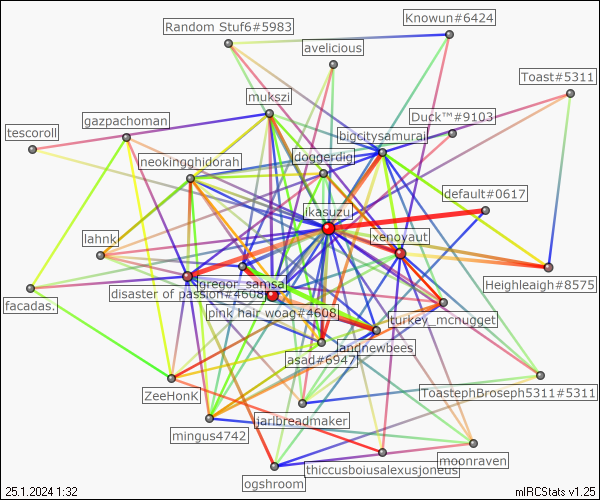 Knowun#6424
Random Stuf6#5983
avelicious
Toast#5311
mukszi
gazpachoman
Duck™#9103
tescoroll
bigcitysamurai
doggerdig
neokingghidorah
default#0617
ikasuzu
lahnk
xenoyaut
gregor_samsa
Heighleaigh#8575
disaster of passion#4608
facadas.
pink hair woag#4608
turkey_mcnugget
landnewbees
asad#6947
ZeeHonK
ToastephBroseph5311#5311
jarlbreadmaker
mingus4742
moonraven
thiccusboiusalexusjoneus
ogshroom
25.1.2024 1:32
mIRCStats v1.25